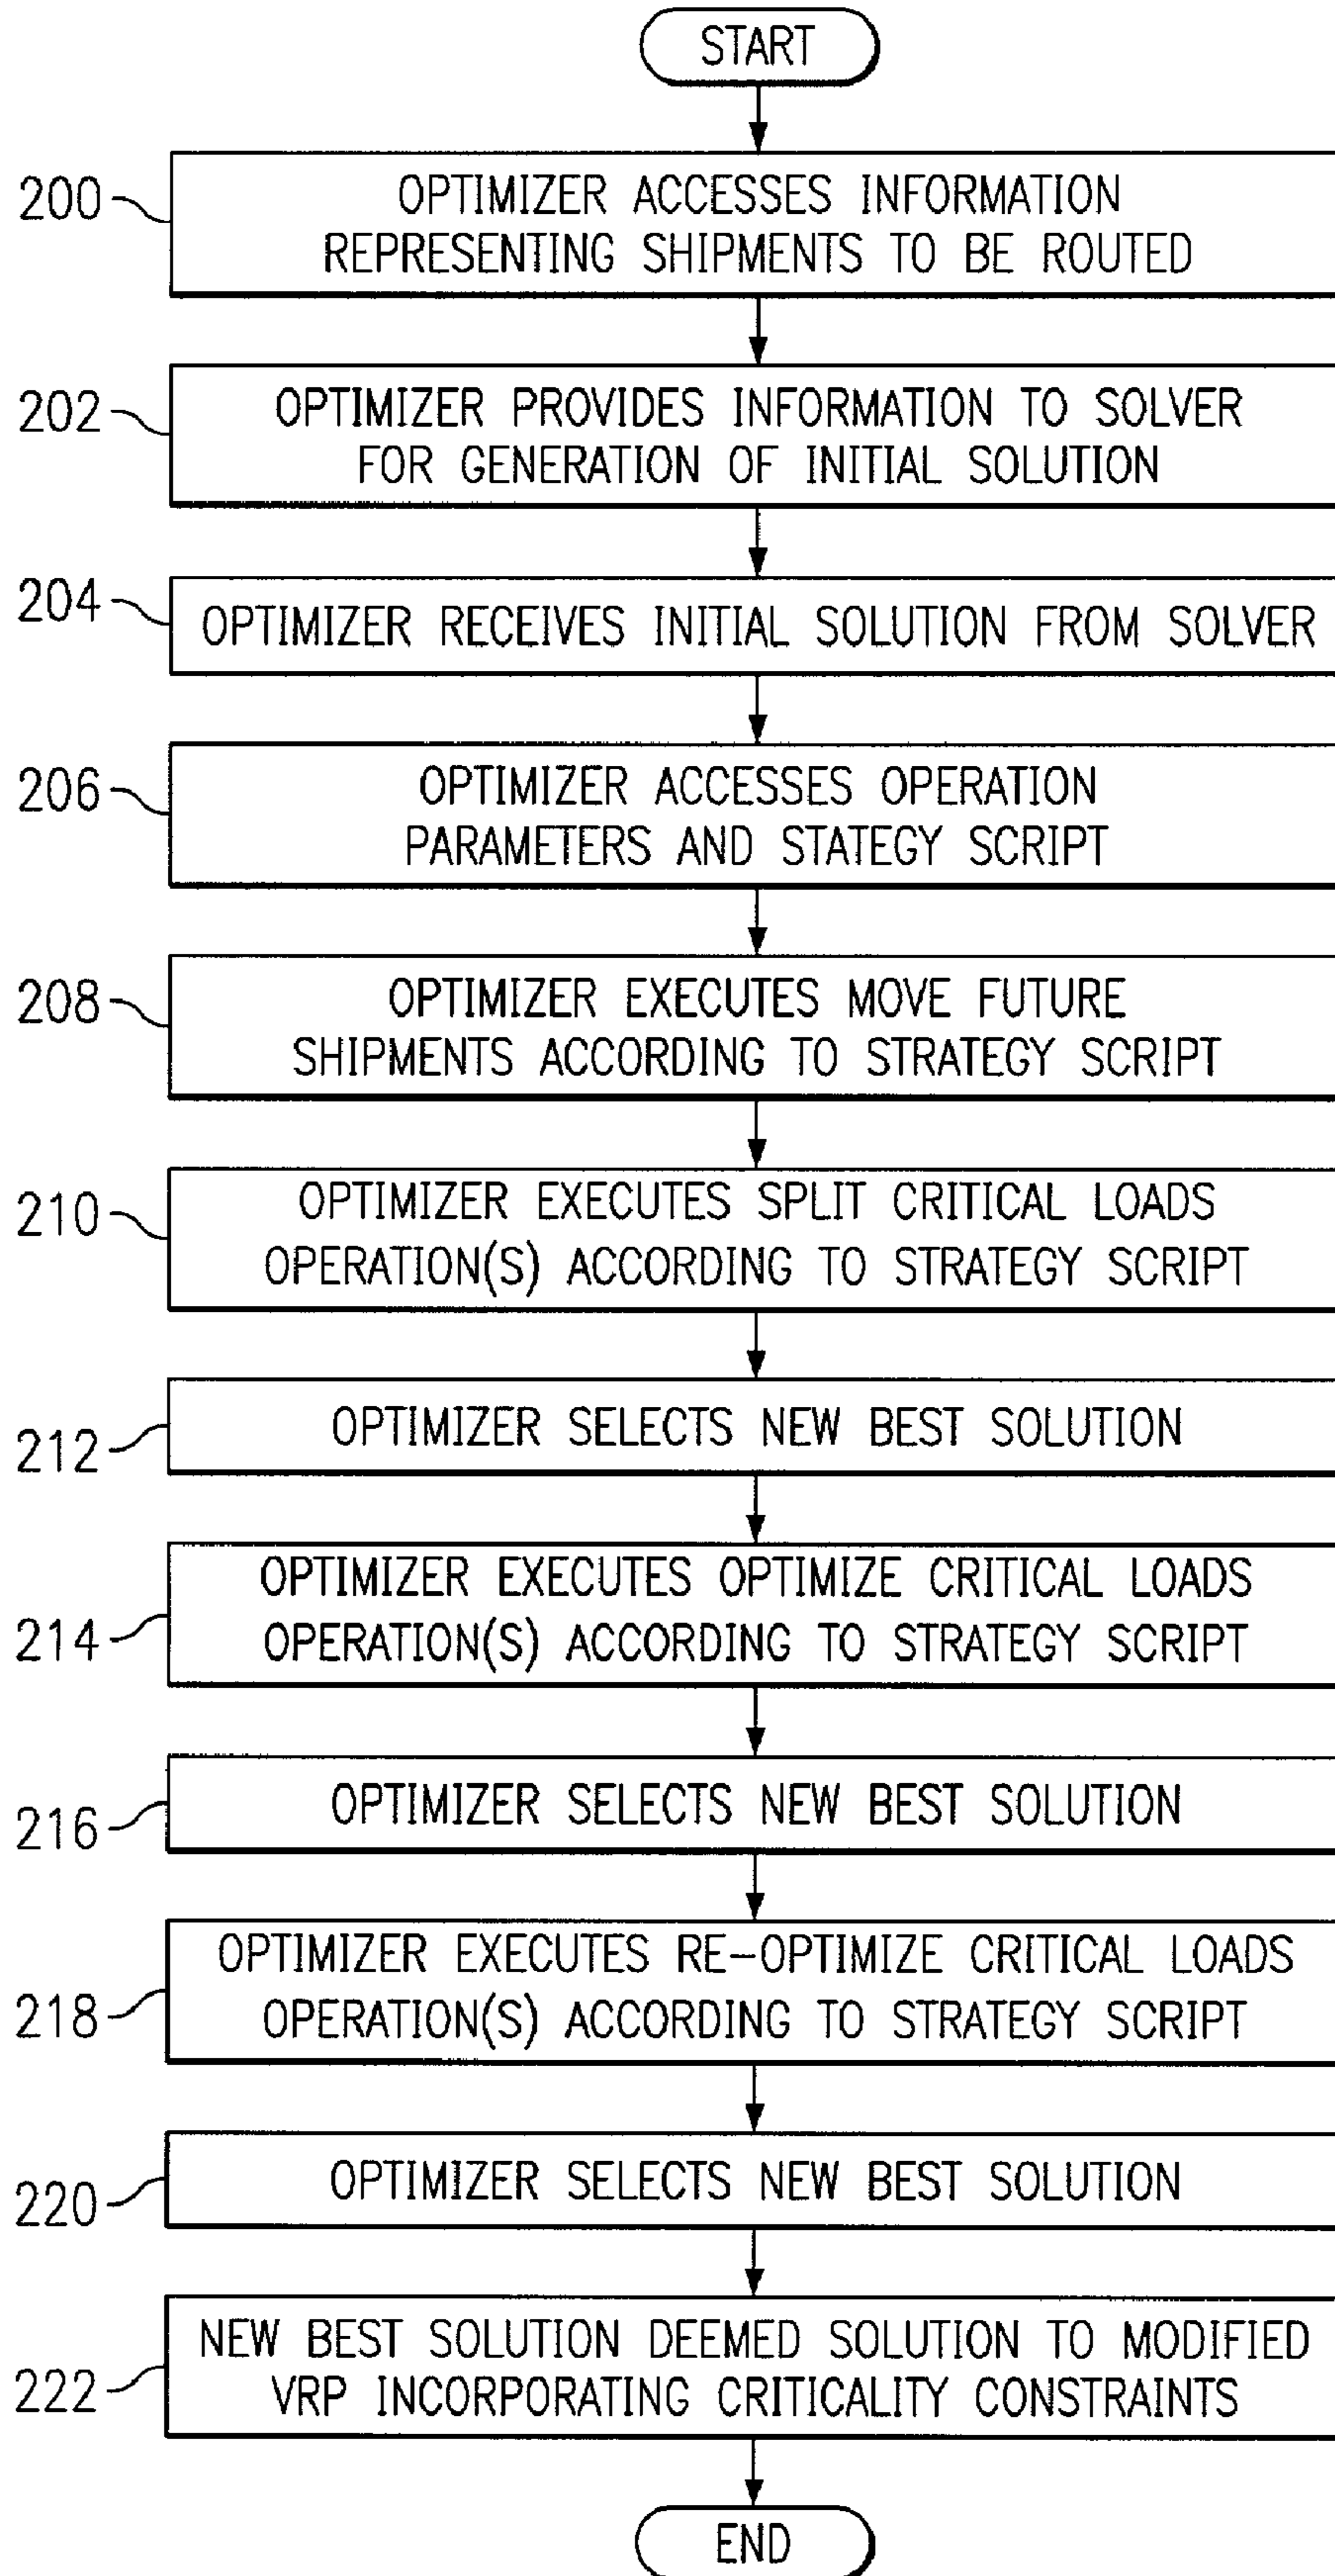 START
200
OPTIMIZER ACCESSES INFORMATION
REPRESENTING SHIPMENTS TO BE ROUTED
202
OPTIMIZER PROVIDES INFORMATION TO SOLVER
FOR GENERATION OF INITIAL SOLUTION
204
OPTIMIZER RECEIVES INITIAL SOLUTION FROM SOLVER
206
OPTIMIZER ACCESSES OPERATION
PARAMETERS AND STATEGY SCRIPT
208
OPTIMIZER EXECUTES MOVE FUTURE
SHIPMENTS ACCORDING TO STRATEGY SCRIPT
210
OPTIMIZER EXECUTES SPLIT CRITICAL LOADS
OPERATION(S) ACCORDING TO STRATEGY SCRIPT
212
OPTIMIZER SELECTS NEW BEST SOLUTION
214
OPTIMIZER EXECUTES OPTIMIZE CRITICAL LOADS
OPERATION(S) ACCORDING TO STRATEGY SCRIPT
216
OPTIMIZER SELECTS NEW BEST SOLUTION
218
OPTIMIZER EXECUTES RE-OPTIMIZE CRITICAL LOADS
OPERATION(S) ACCORDING TO STRATEGY SCRIPT
220
OPTIMIZER SELECTS NEW BEST SOLUTION
222
NEW BEST SOLUTION DEEMED SOLUTION TO MODIFIED
VRP INCORPORATING CRITICALITY CONSTRAINTS
END